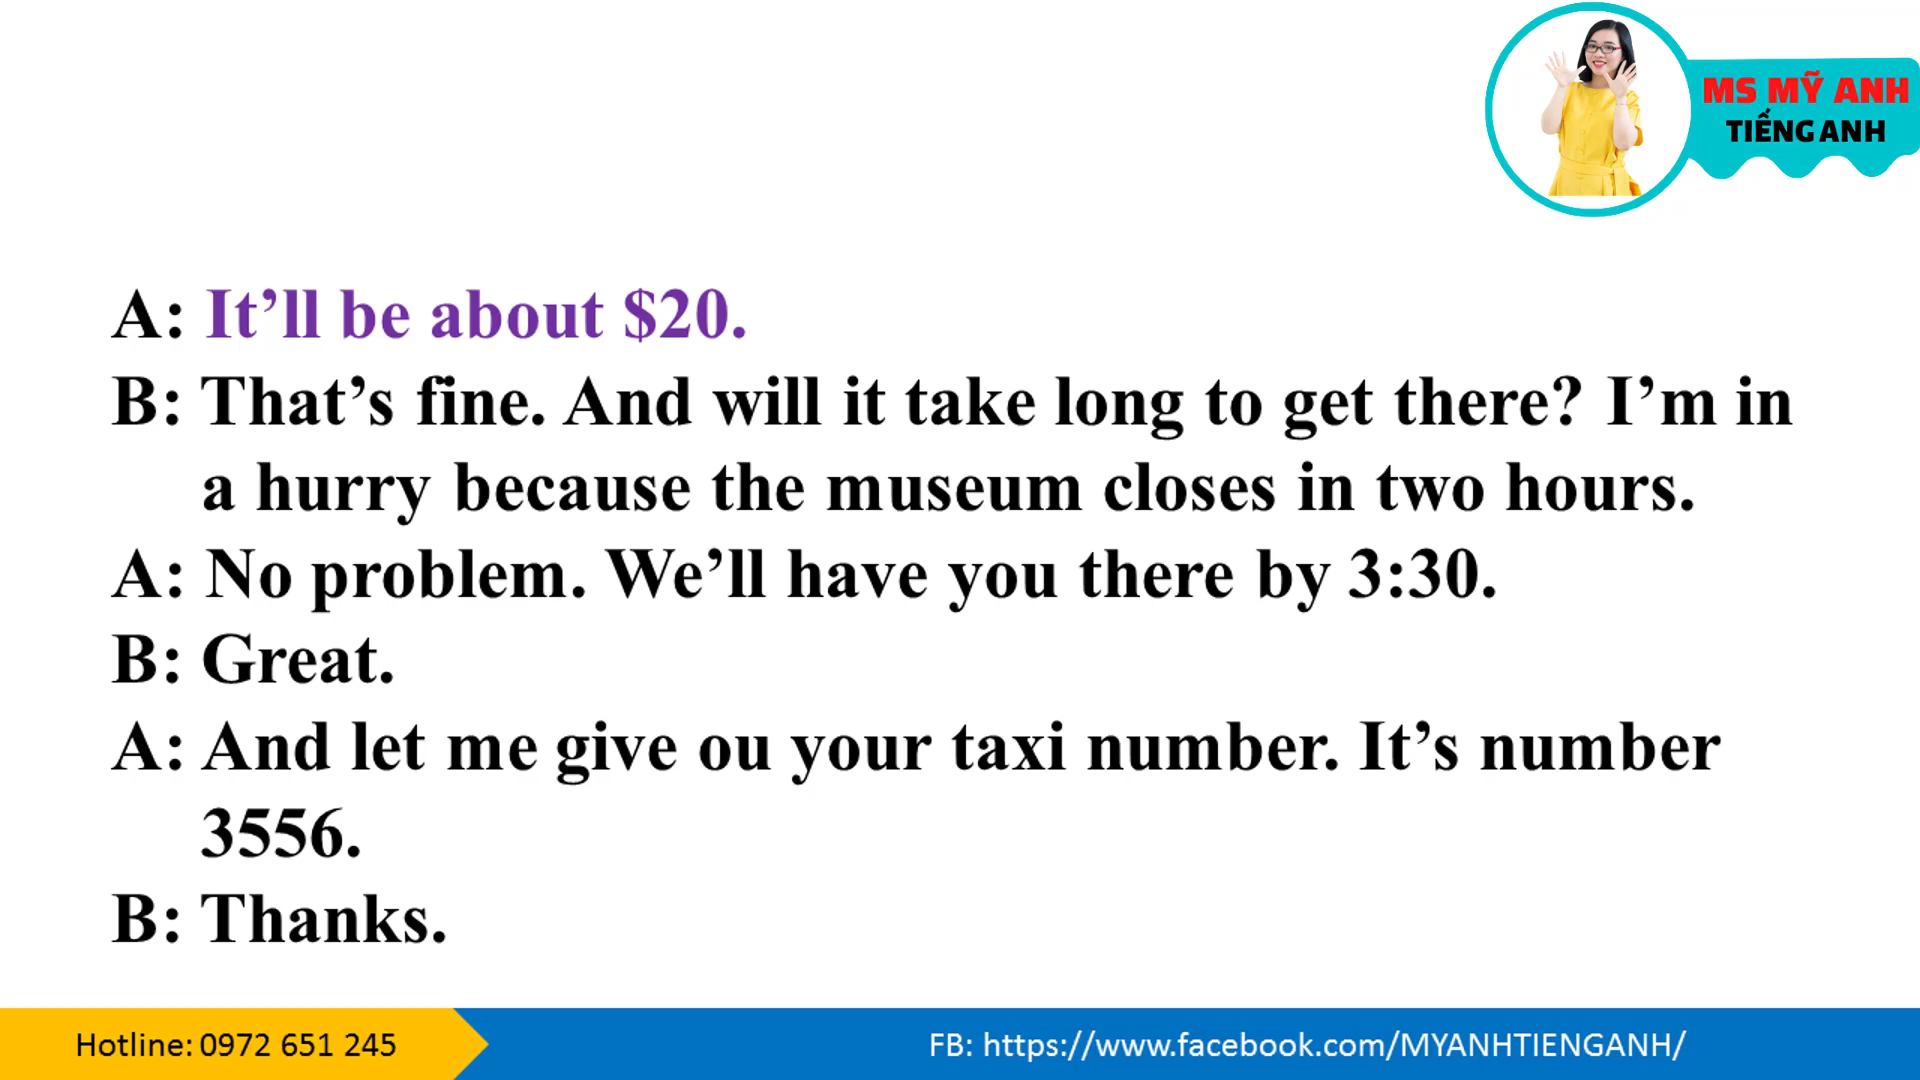 MS MỸ ANH
TIẾNG ANH
A: It’ll be about $20.
B: That’s fine. And will it take long to get there? I’m in
a hurry because the museum closes in two hours.
A: No problem. We’ll have you there by 3:30.
B: Great.
A: And let me give ou your taxi number. It’s number
3556.
B: Thanks.
Hotline: 0972 651 245
FB: https://www.facebook.com/MYANHTIENGANH/